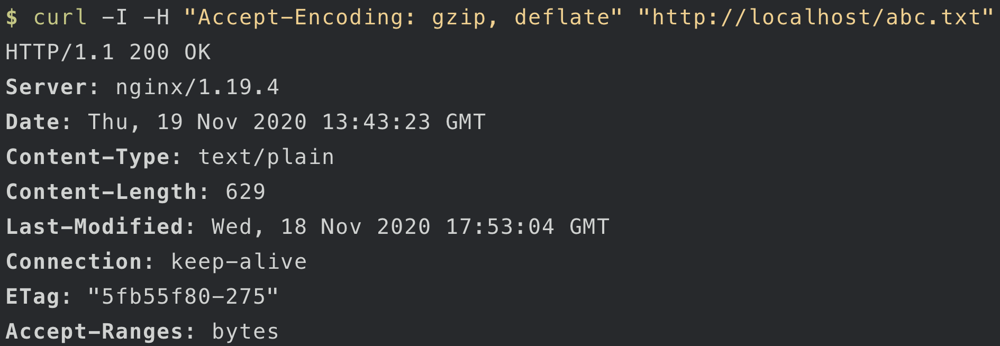 $ curl -I -H "Accept-Encoding: gzip, deflate" "http://localhost/abc.txt"
HTTP/1.1 200 OK
Server: nginx/1.19.4
Date: Thu, 19 Nov 2020 13:43:23 GMT
Content-Type: text/plain
Content-Length: 629
Last-Modified: Wed, 18 Nov 2020 17:53:04 GMT
Connection: keep-alive
ETag: "5fb55f80-275"
Accept-Ranges: bytes